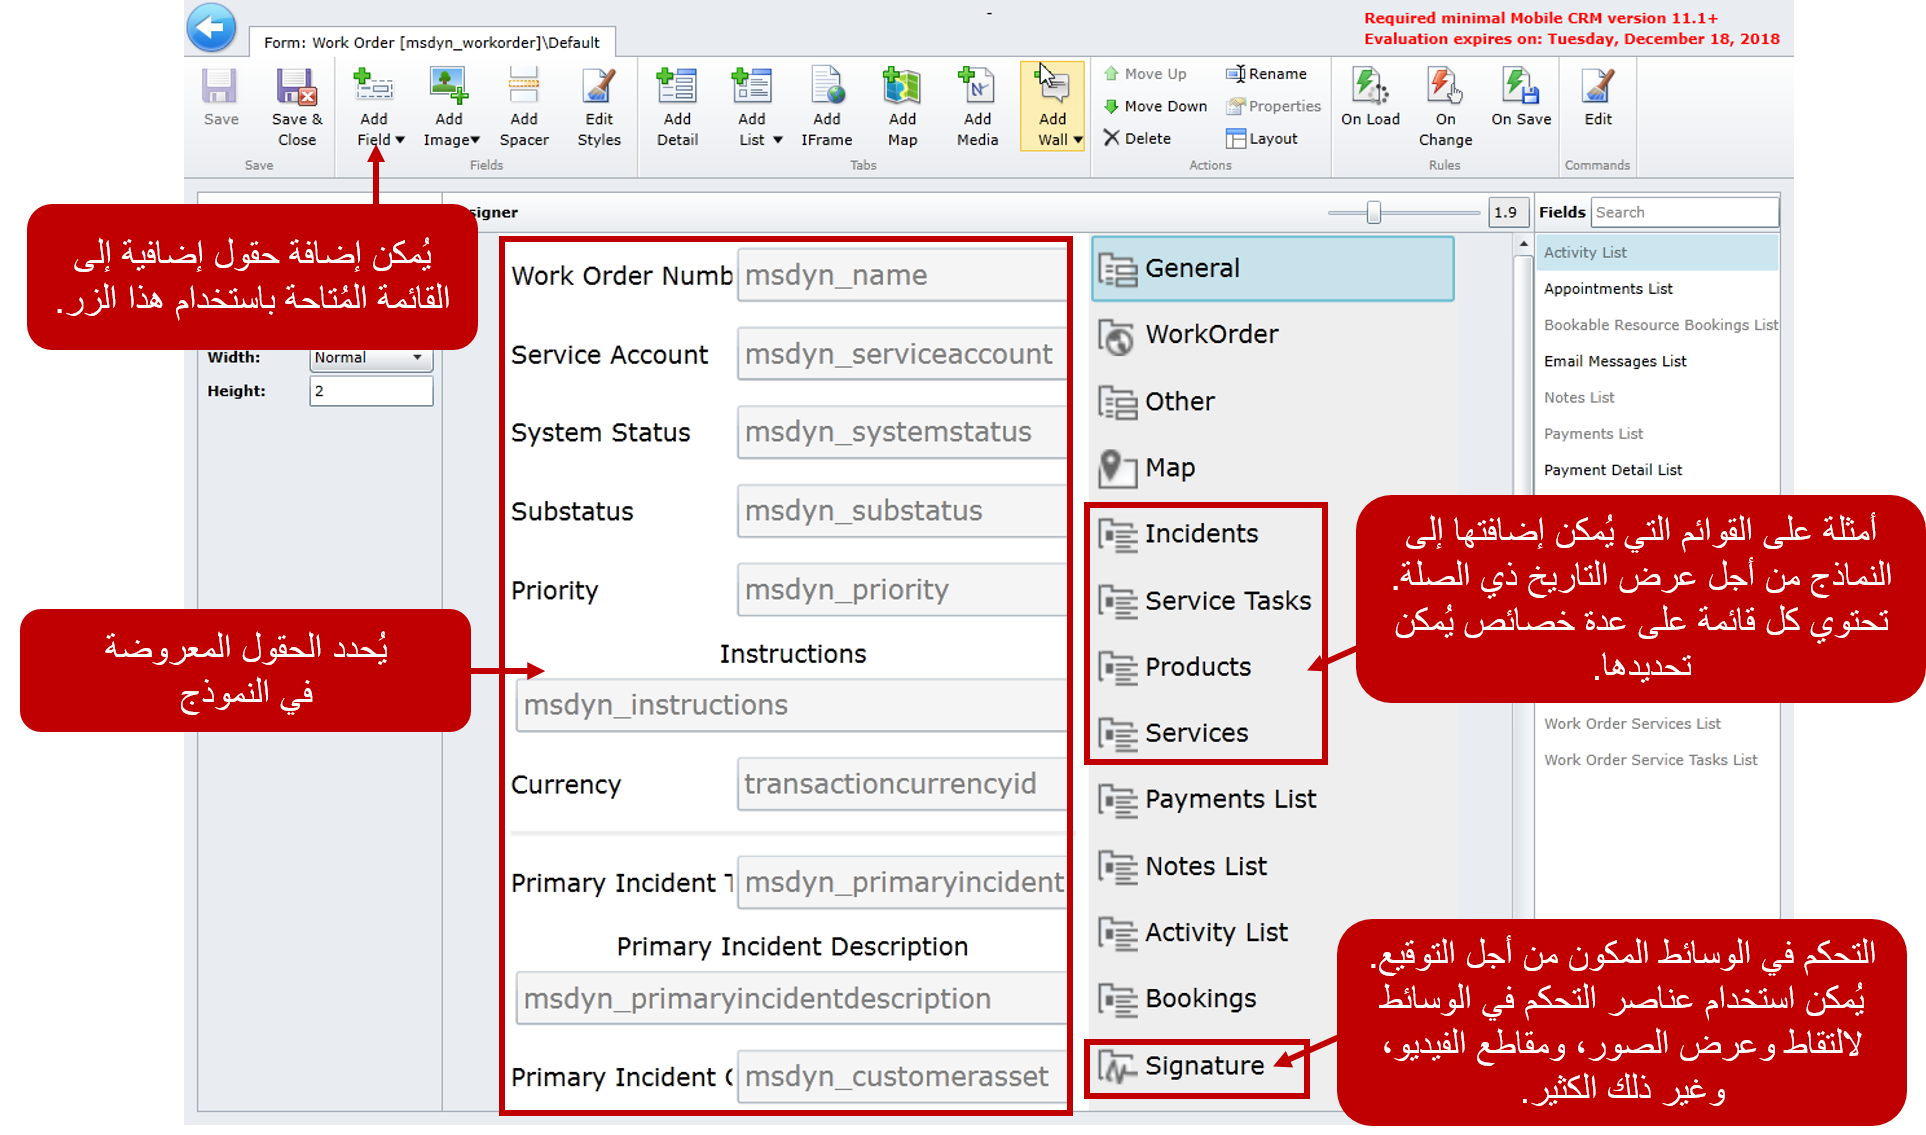 Required minimal Mobile CRM version 11.1+
Evaluation expires on: Tuesday, December 18, 2018
Form: Work Order [msdyn_workorder]\Default
Save
Save & Close
Add Field
Add Image
Add Spacer
Edit Styles
Add Detail
Add List
Add IFrame
Add Map
Add Media
Add Wall
Move Up
Move Down
Delete
Rename
Properties
Layout
On Load
On Change
On Save
Edit
Save
Fields
Tabs
Actions
Rules
Commands
signer
1.9
Fields
Search
يُمكن إضافة حقول إضافية إلى
القائمة المُتاحة باستخدام هذا الزر.
Width:
Normal
Height:
2
يُحدد الحقول المعروضة
في النموذج
Work Order Numb
msdyn_name
Service Account
msdyn_serviceaccount
System Status
msdyn_systemstatus
Substatus
msdyn_substatus
Priority
msdyn_priority
Instructions
msdyn_instructions
Currency
transactioncurrencyid
Primary Incident T
msdyn_primaryincident
Primary Incident Description
msdyn_primaryincidentdescription
Primary Incident C
msdyn_customerasset
General
WorkOrder
Other
Map
Incidents
Service Tasks
Products
Services
Payments List
Notes List
Activity List
Bookings
Signature
Activity List
Appointments List
Bookable Resource Bookings List
Email Messages List
Notes List
Payments List
Payment Detail List
أمثلة على القوائم التي يُمكن إضافتها إلى
النماذج من أجل عرض التاريخ ذي الصلة.
تحتوي كل قائمة على عدة خصائص يُمكن
تحديدها.
Work Order Services List
Work Order Service Tasks List
التحكم في الوسائط المكون من أجل التوقيع.
يُمكن استخدام عناصر التحكم في الوسائط
لالتقاط وعرض الصور، ومقاطع الفيديو،
وغير ذلك الكثير.